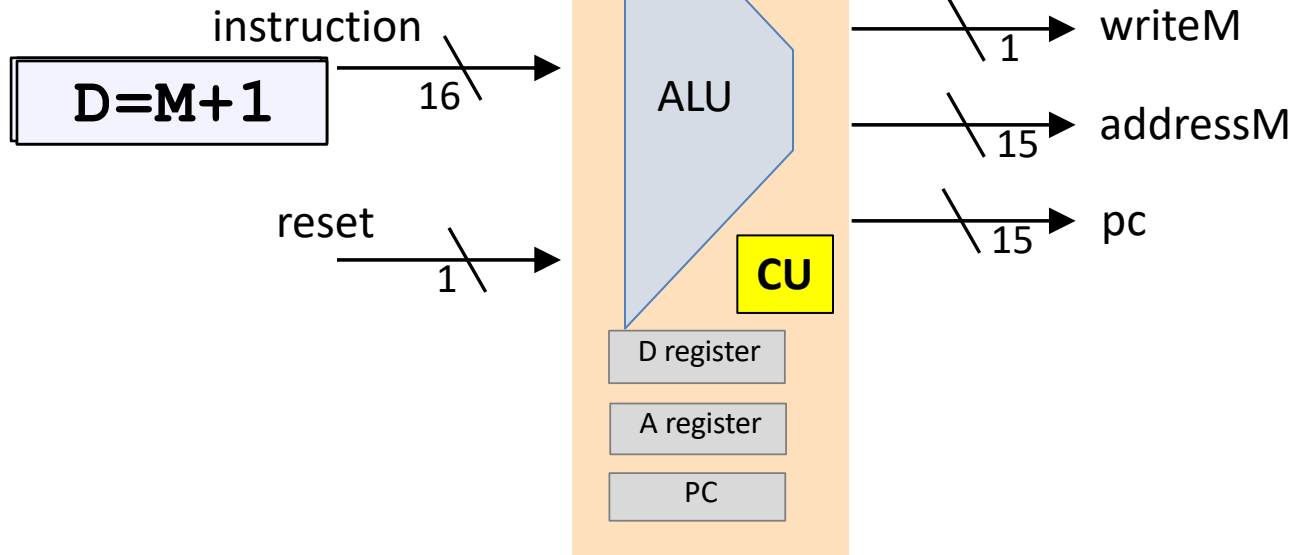 instruction
16
D=M+1
reset
1
ALU
CU
D register
A register
PC
writeM
1
addressM
15
pc
15